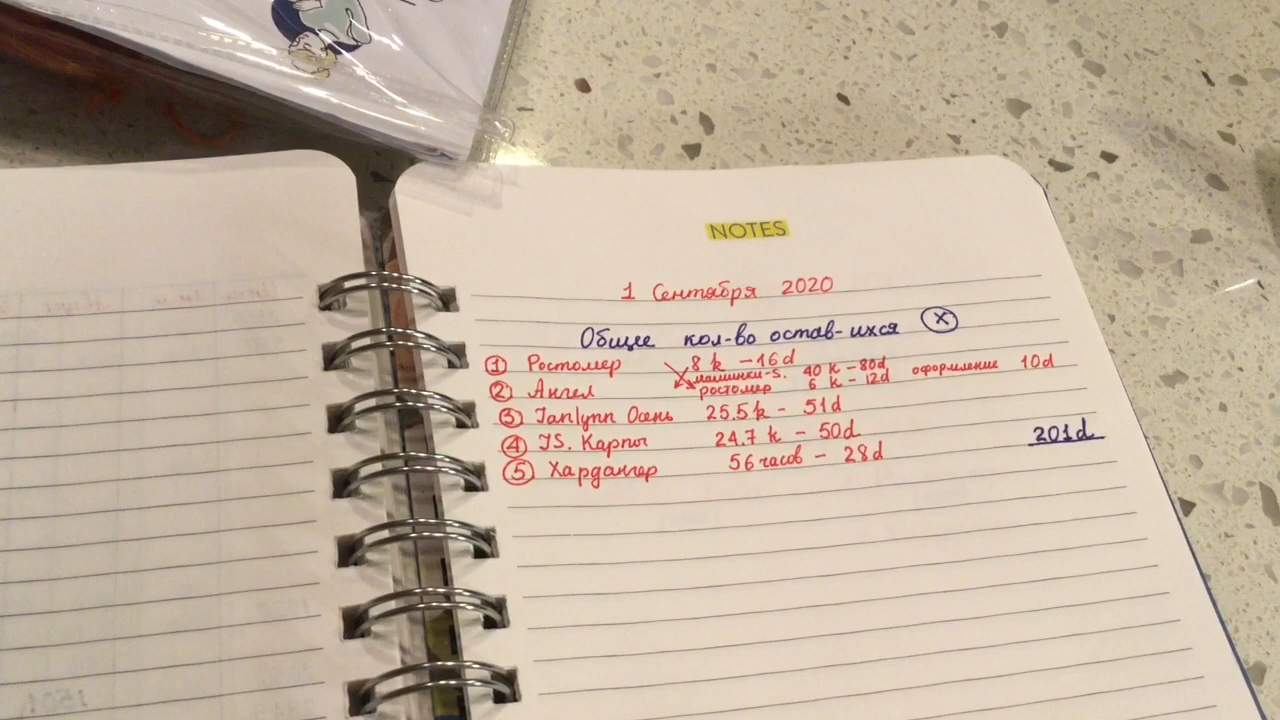 NOTES
1 Сентября 2020
Общее кол-во остав-ихся X
1 Ростомер 8 k - 16 d
машинки-S. 40 k - 80d оформление 10d
2 Ангел ростомер 6 k - 12d
3 Janlynn Осень 25.5 k - 51d
4 JS. Карпы 24.7 k - 50d
201d
5 Хардангер 56 часов - 28d